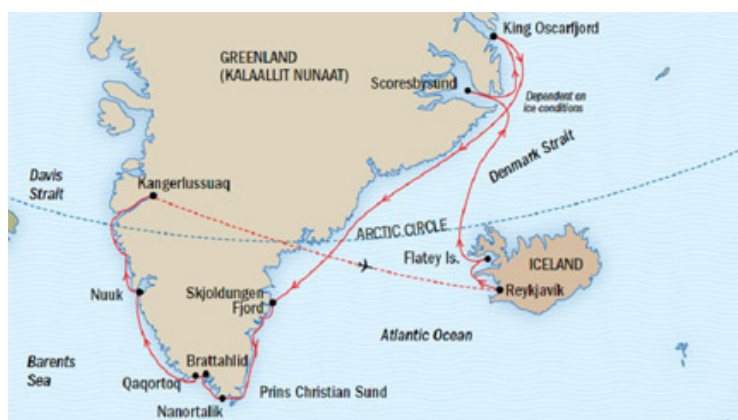 King Oscarfjord
GREENLAND
(KALAALLIT NUNAAT)
Scoresbysund
Dependent on
ice conditions
Denmark Strait
Davis
Strait
Kangerlussuaq
ARCTIC CIRCLE
Flatey Is.
ICELAND
Nuuk
Skjoldungen
Fjord
Reykjavík
Atlantic Ocean
Barents
Sea
Brattahlid
Qaqortoq
Prins Christian Sund
Nanortalik